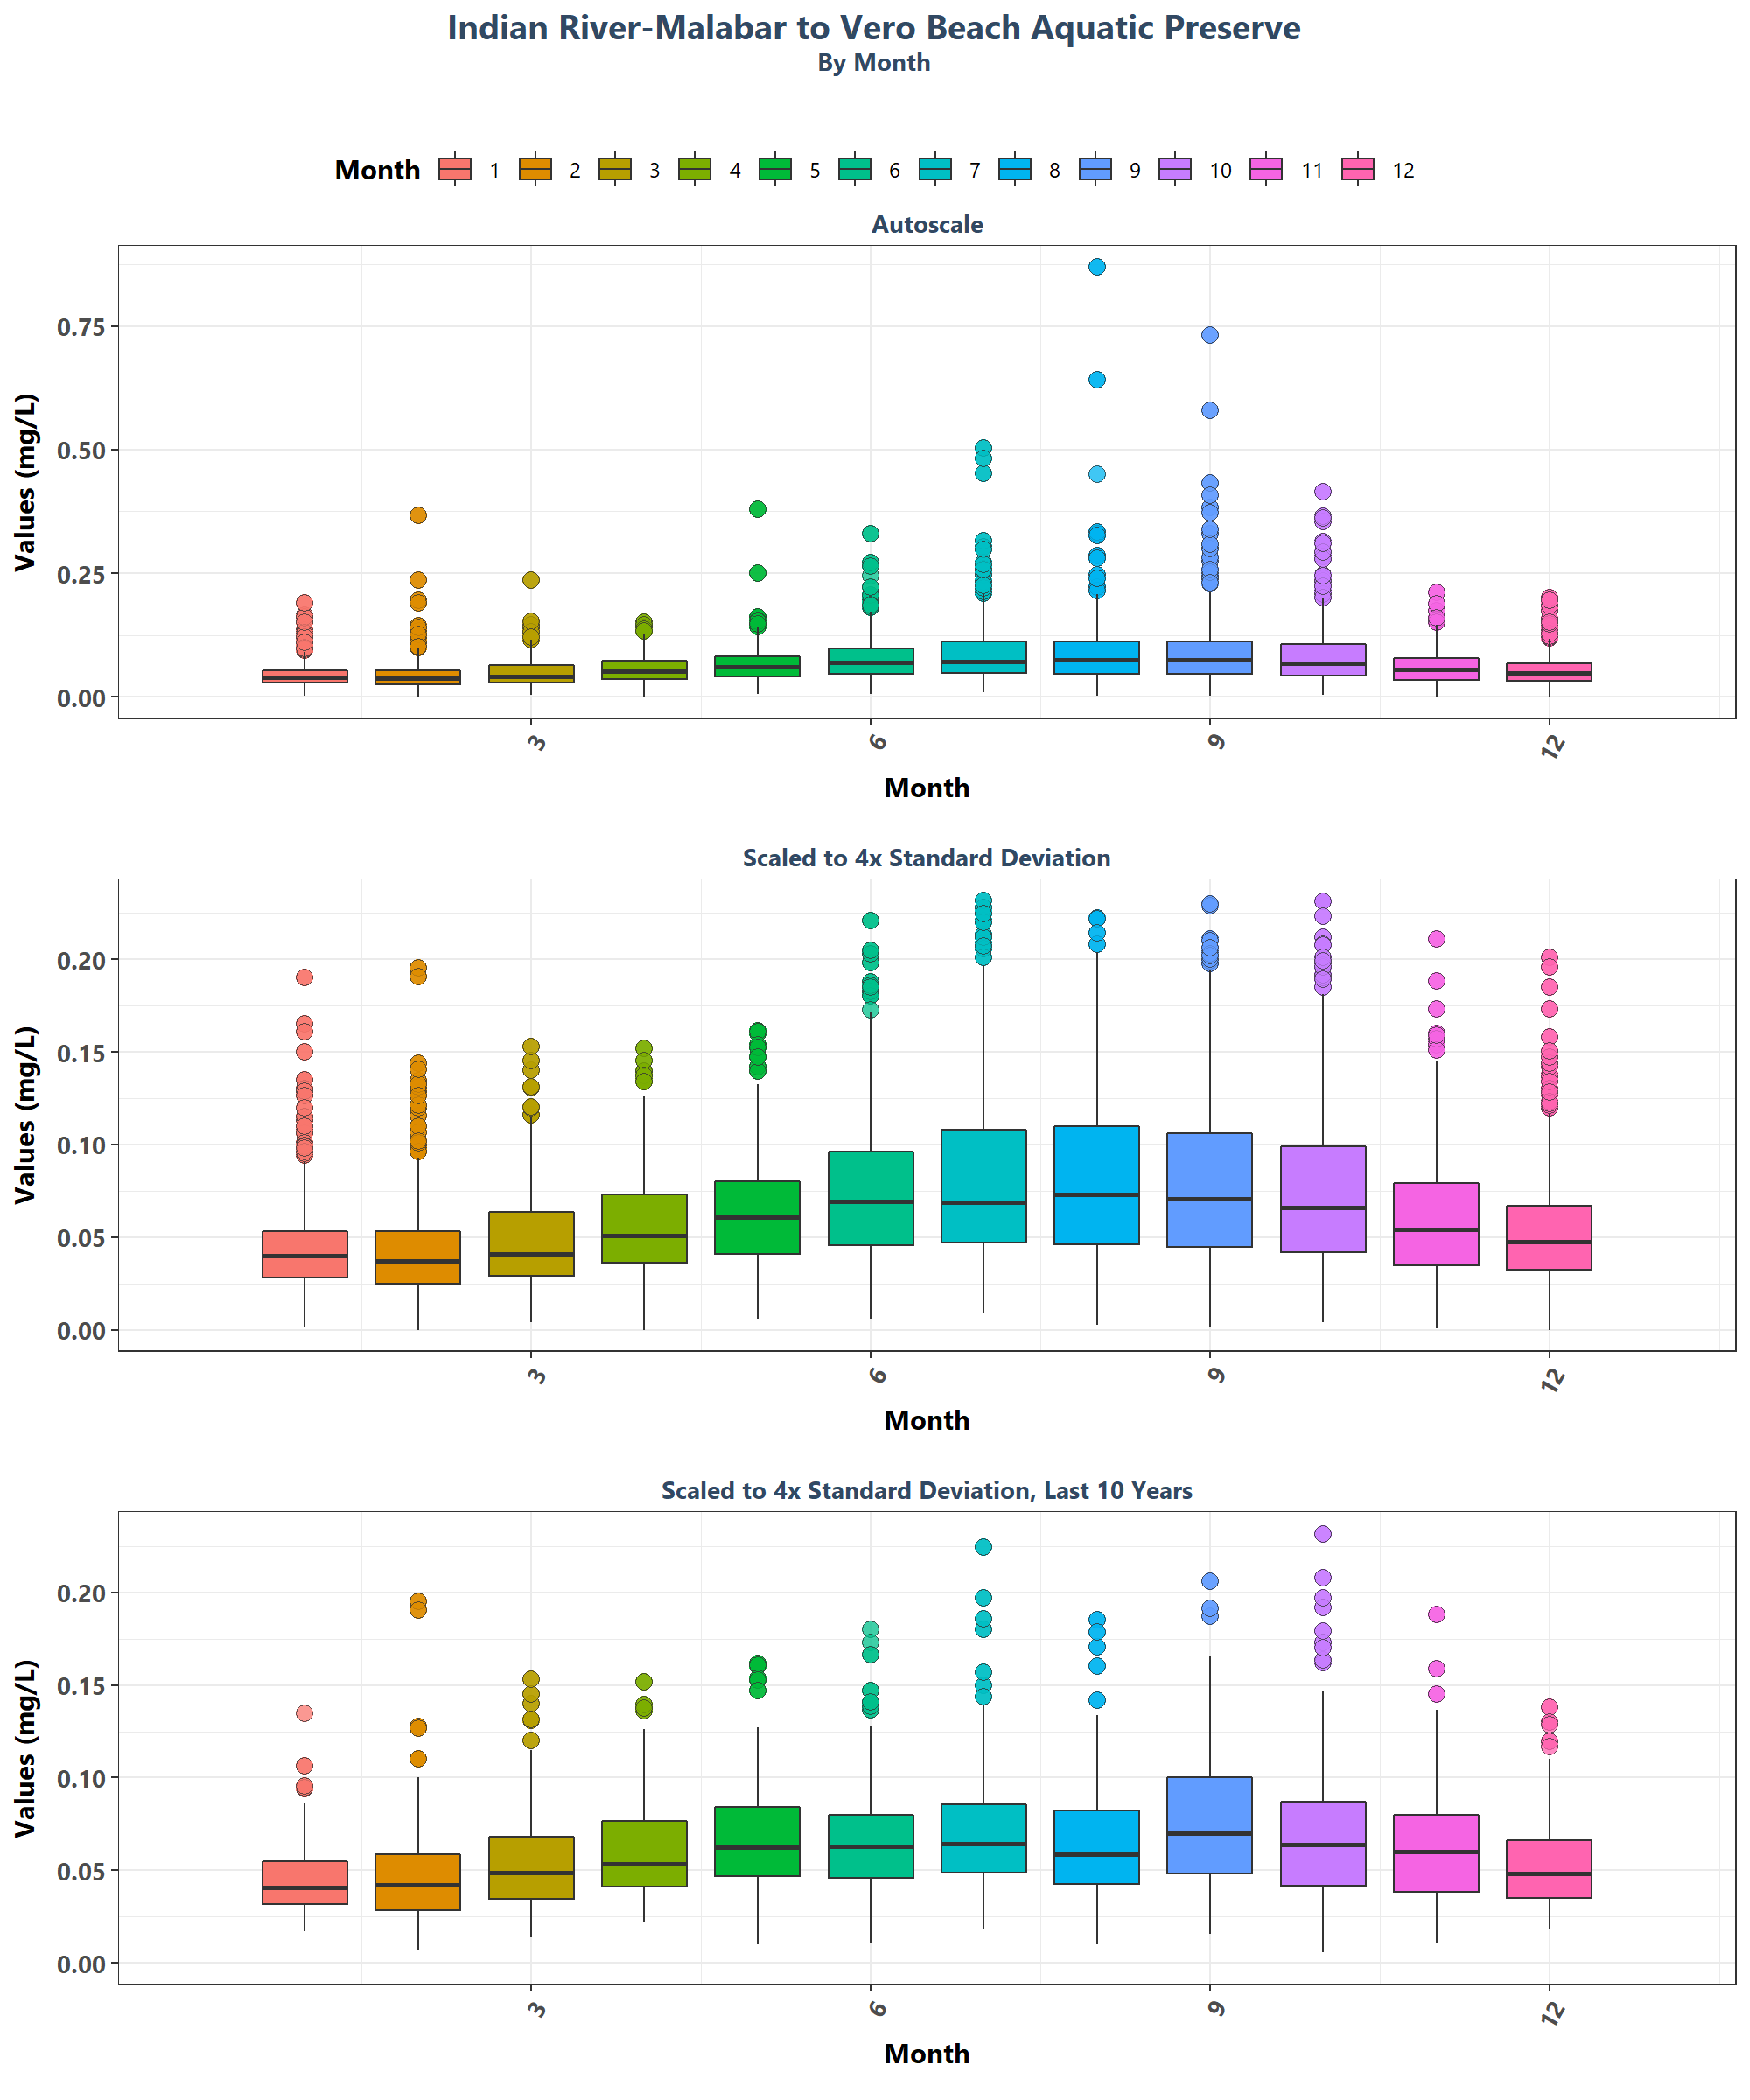 Indian River-Malabar to Vero Beach Aquatic Preserve
By Month
Month 1 2 3 4 5 6 7 8 9 10 11 12
Autoscale
Values (mg/L)
0.75
0.50
0.25
0.00
3 6 9 12
Month
Scaled to 4x Standard Deviation
Values (mg/L)
0.20
0.15
0.10
0.05
0.00
3 6 9 12
Month
Scaled to 4x Standard Deviation, Last 10 Years
Values (mg/L)
0.20
0.15
0.10
0.05
0.00
3 6 9 12
Month